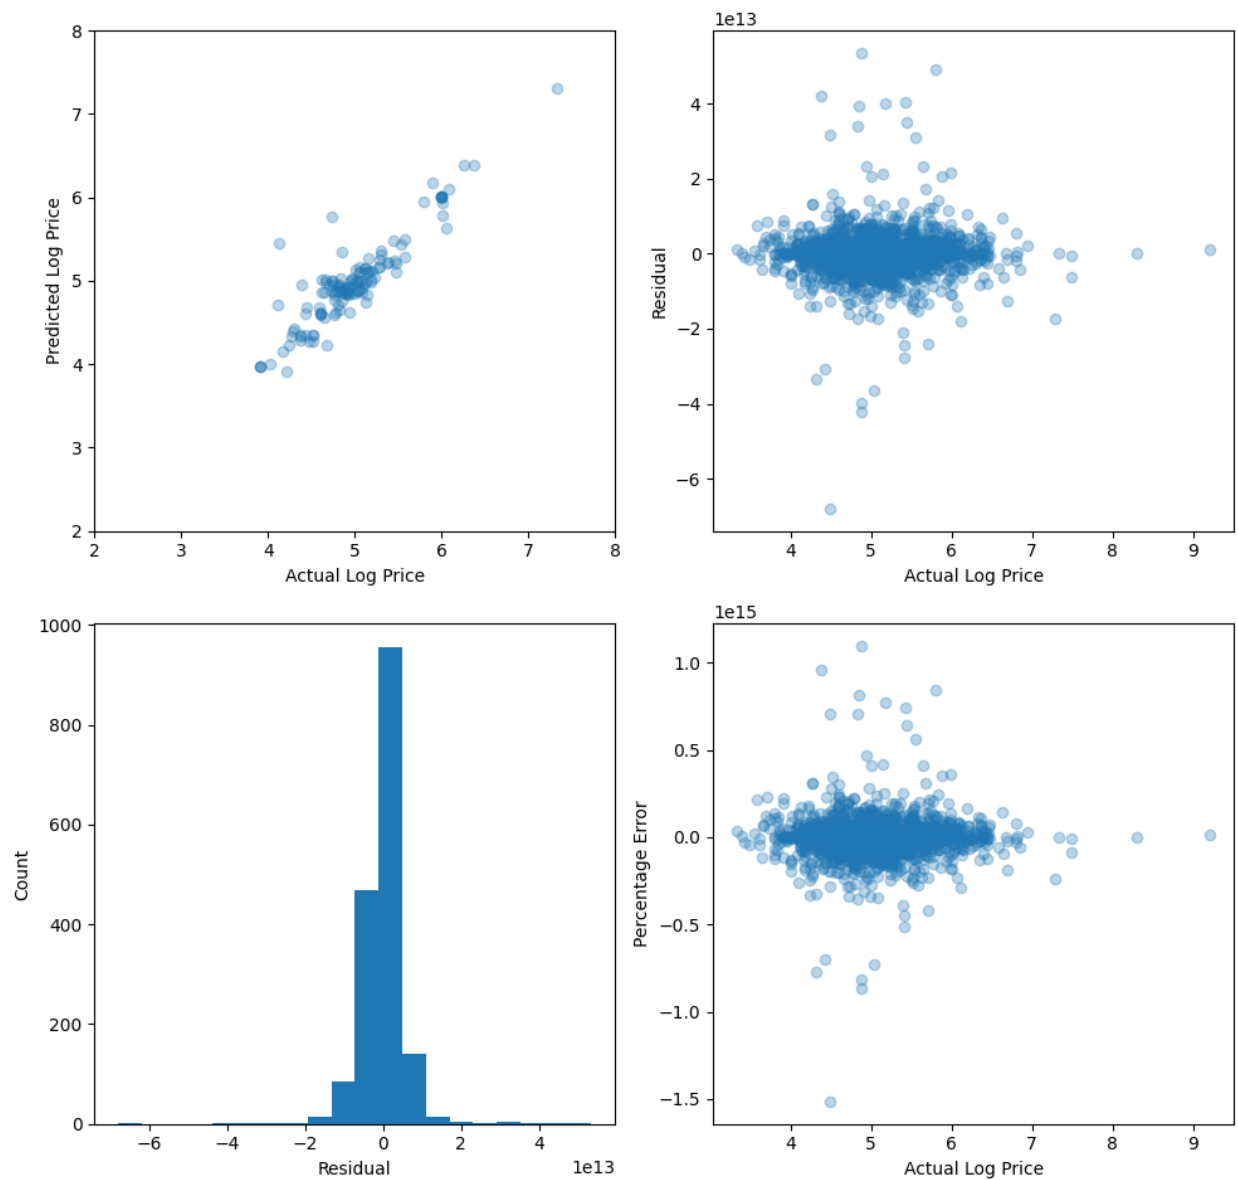 8
7
6
5
4
3
2
Predicted Log Price
2 3 4 5 6 7 8
Actual Log Price
1e13
4
2
0
−2
−4
−6
Residual
4 5 6 7 8 9
Actual Log Price
1000
800
600
400
200
0
Count
−6 −4 −2 0 2 4
Residual
1e13
1e15
1.0
0.5
0.0
−0.5
−1.0
−1.5
Percentage Error
4 5 6 7 8 9
Actual Log Price